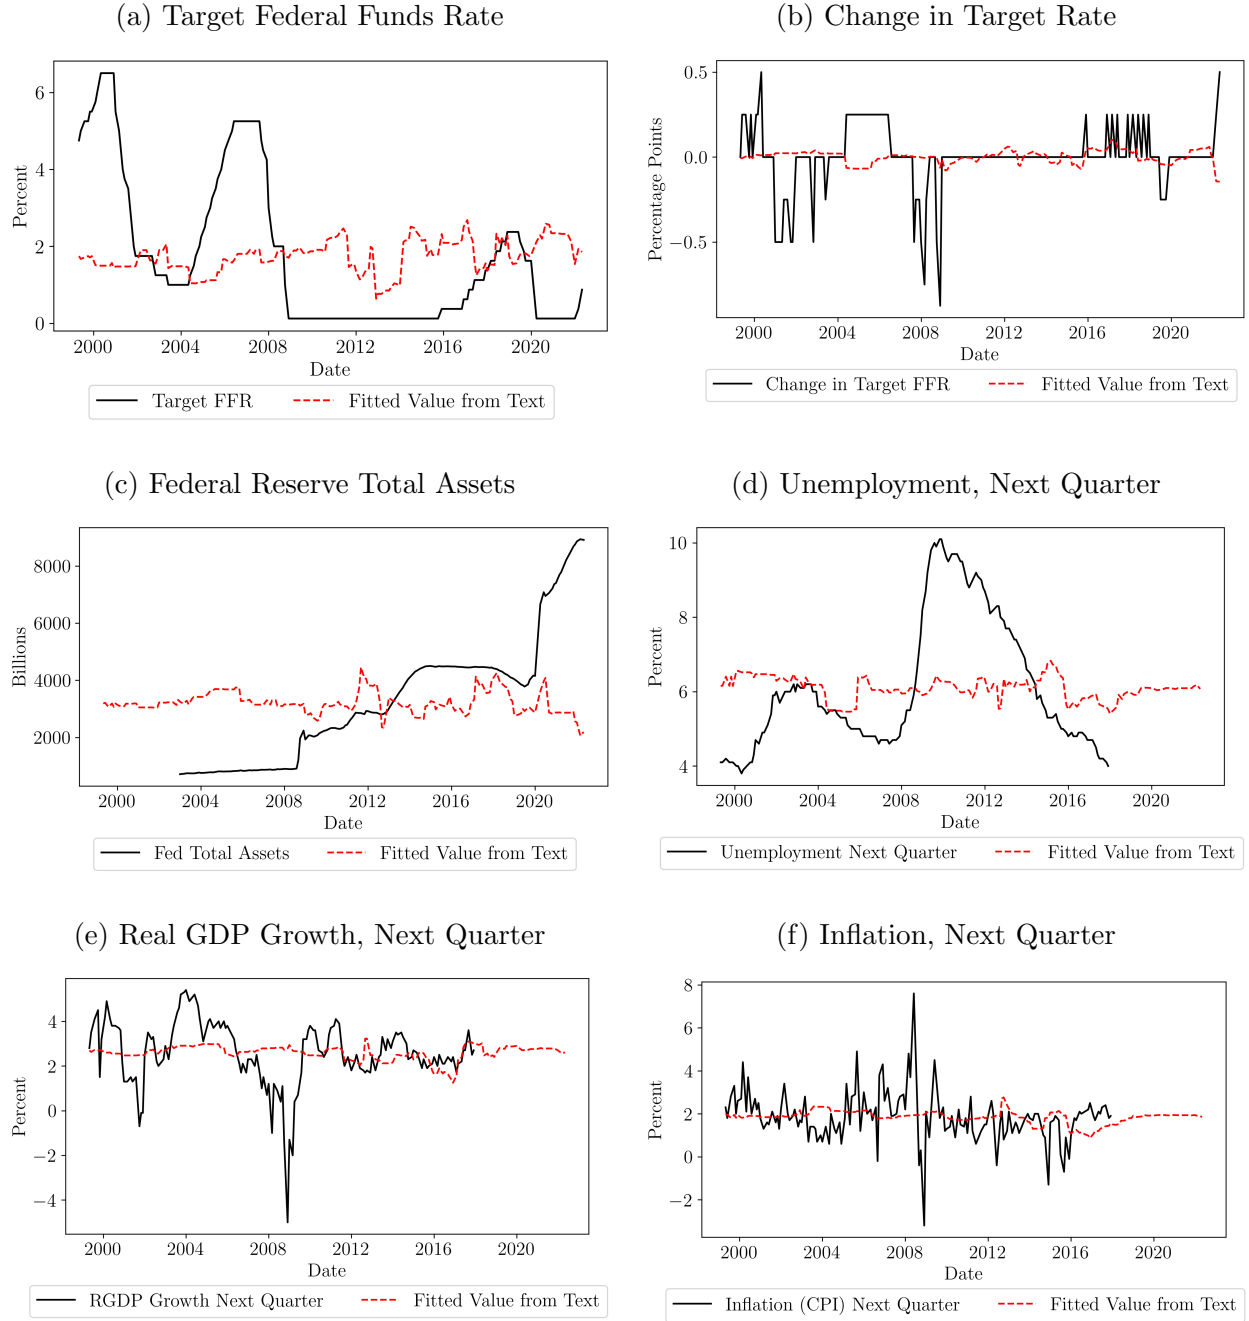 (a) Target Federal Funds Rate
6
4
2
0
Percent
2000 2004 2008 2012 2016 2020
Date
Target FFR Fitted Value from Text
(b) Change in Target Rate
0.5
0.0
−0.5
Percentage Points
2000 2004 2008 2012 2016 2020
Date
Change in Target FFR Fitted Value from Text
(c) Federal Reserve Total Assets
8000
6000
4000
2000
Billions
2000 2004 2008 2012 2016 2020
Date
Fed Total Assets Fitted Value from Text
(d) Unemployment, Next Quarter
10
8
6
4
Percent
2000 2004 2008 2012 2016 2020
Date
Unemployment Next Quarter Fitted Value from Text
(e) Real GDP Growth, Next Quarter
4
2
0
−2
−4
Percent
2000 2004 2008 2012 2016 2020
Date
RGDP Growth Next Quarter Fitted Value from Text
(f) Inflation, Next Quarter
8
6
4
2
0
−2
Percent
2000 2004 2008 2012 2016 2020
Date
Inflation (CPI) Next Quarter Fitted Value from Text